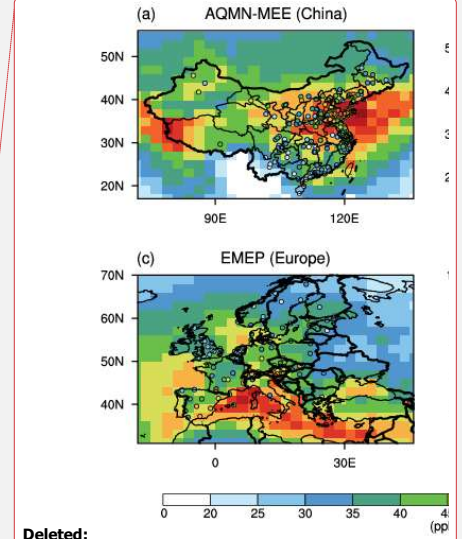 (a) AQMN-MEE (China)
50N
40N
30N
20N
90E 120E
(c) EMEP (Europe)
70N
60N
50N
40N
0 30E
0 20 25 30 35 40
Deleted: